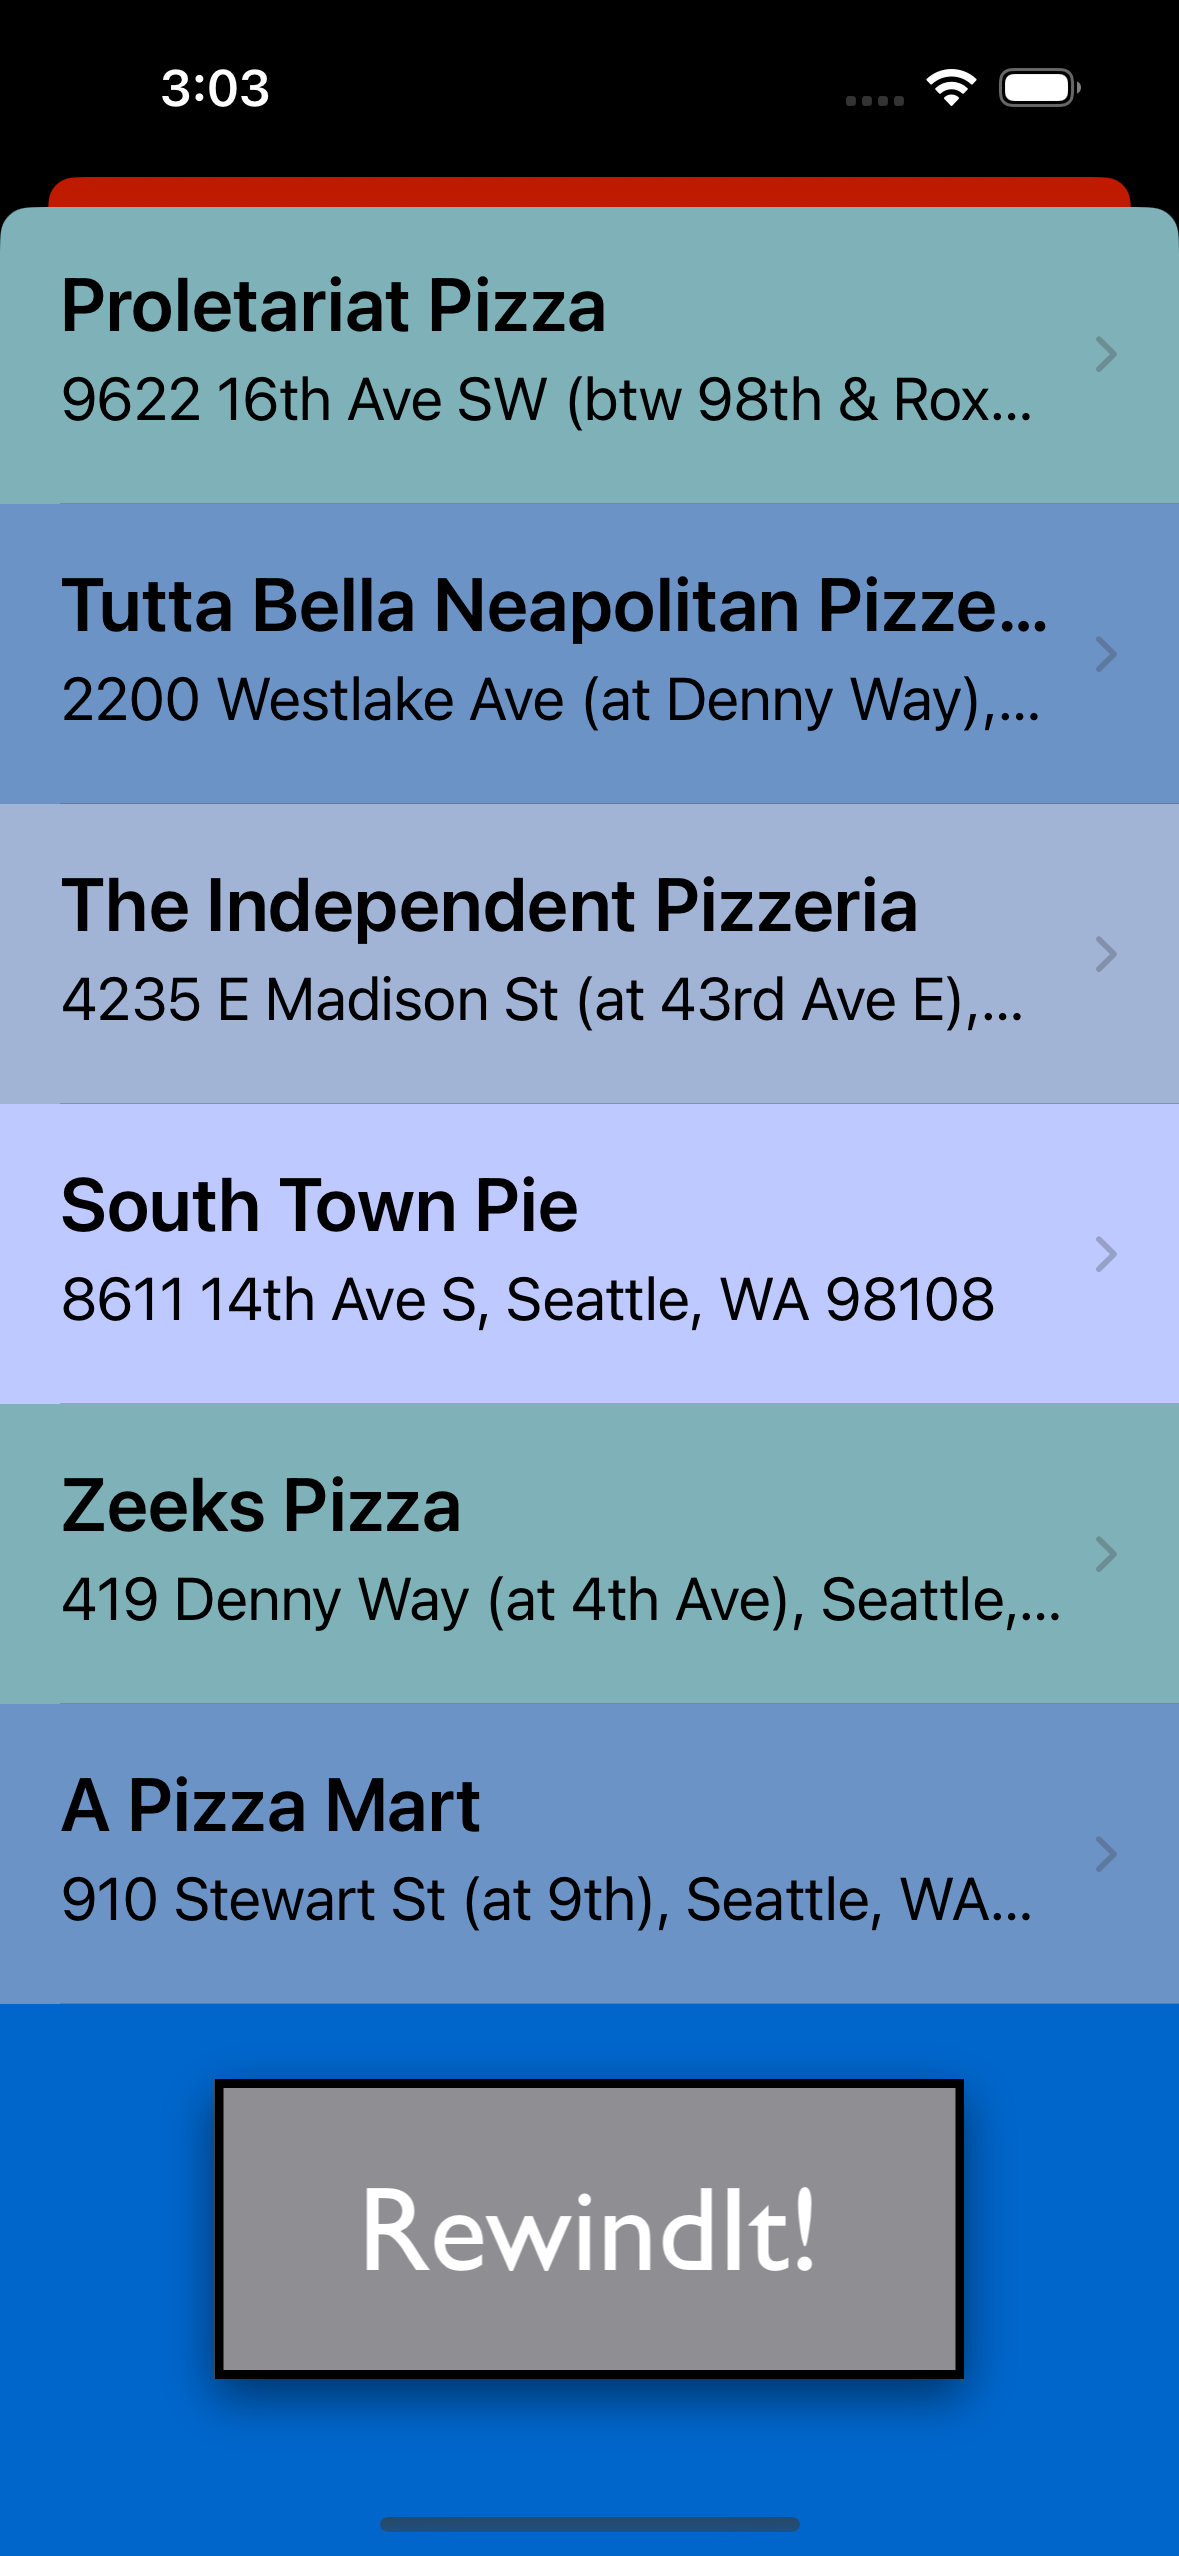 3:03
Proletariat Pizza
9622 16th Ave SW (btw 98th & Rox...
Tutta Bella Neapolitan Pizze...
2200 Westlake Ave (at Denny Way),...
The Independent Pizzeria
4235 E Madison St (at 43rd Ave E),...
South Town Pie
8611 14th Ave S, Seattle, WA 98108
Zeeks Pizza
419 Denny Way (at 4th Ave), Seattle,...
A Pizza Mart
910 Stewart St (at 9th), Seattle, WA...
RewindIt!